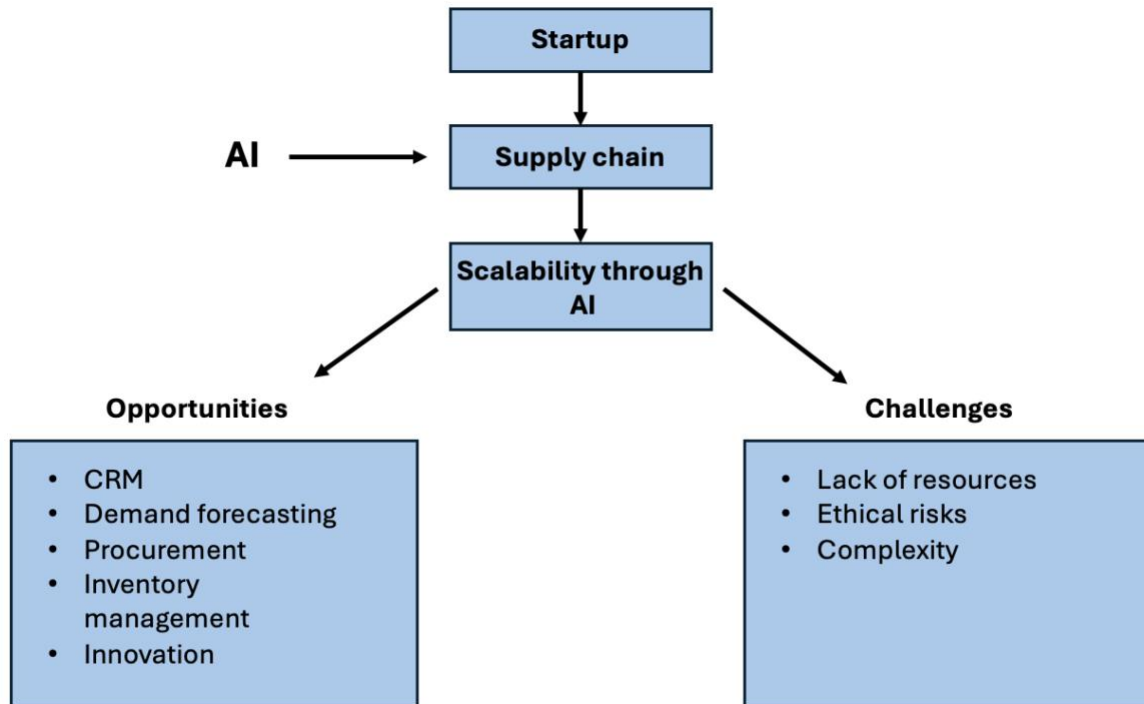 Startup
AI
Supply chain
Scalability through
AI
Opportunities
• CRM
• Demand forecasting
• Procurement
• Inventory
management
• Innovation
Challenges
• Lack of resources
• Ethical risks
• Complexity